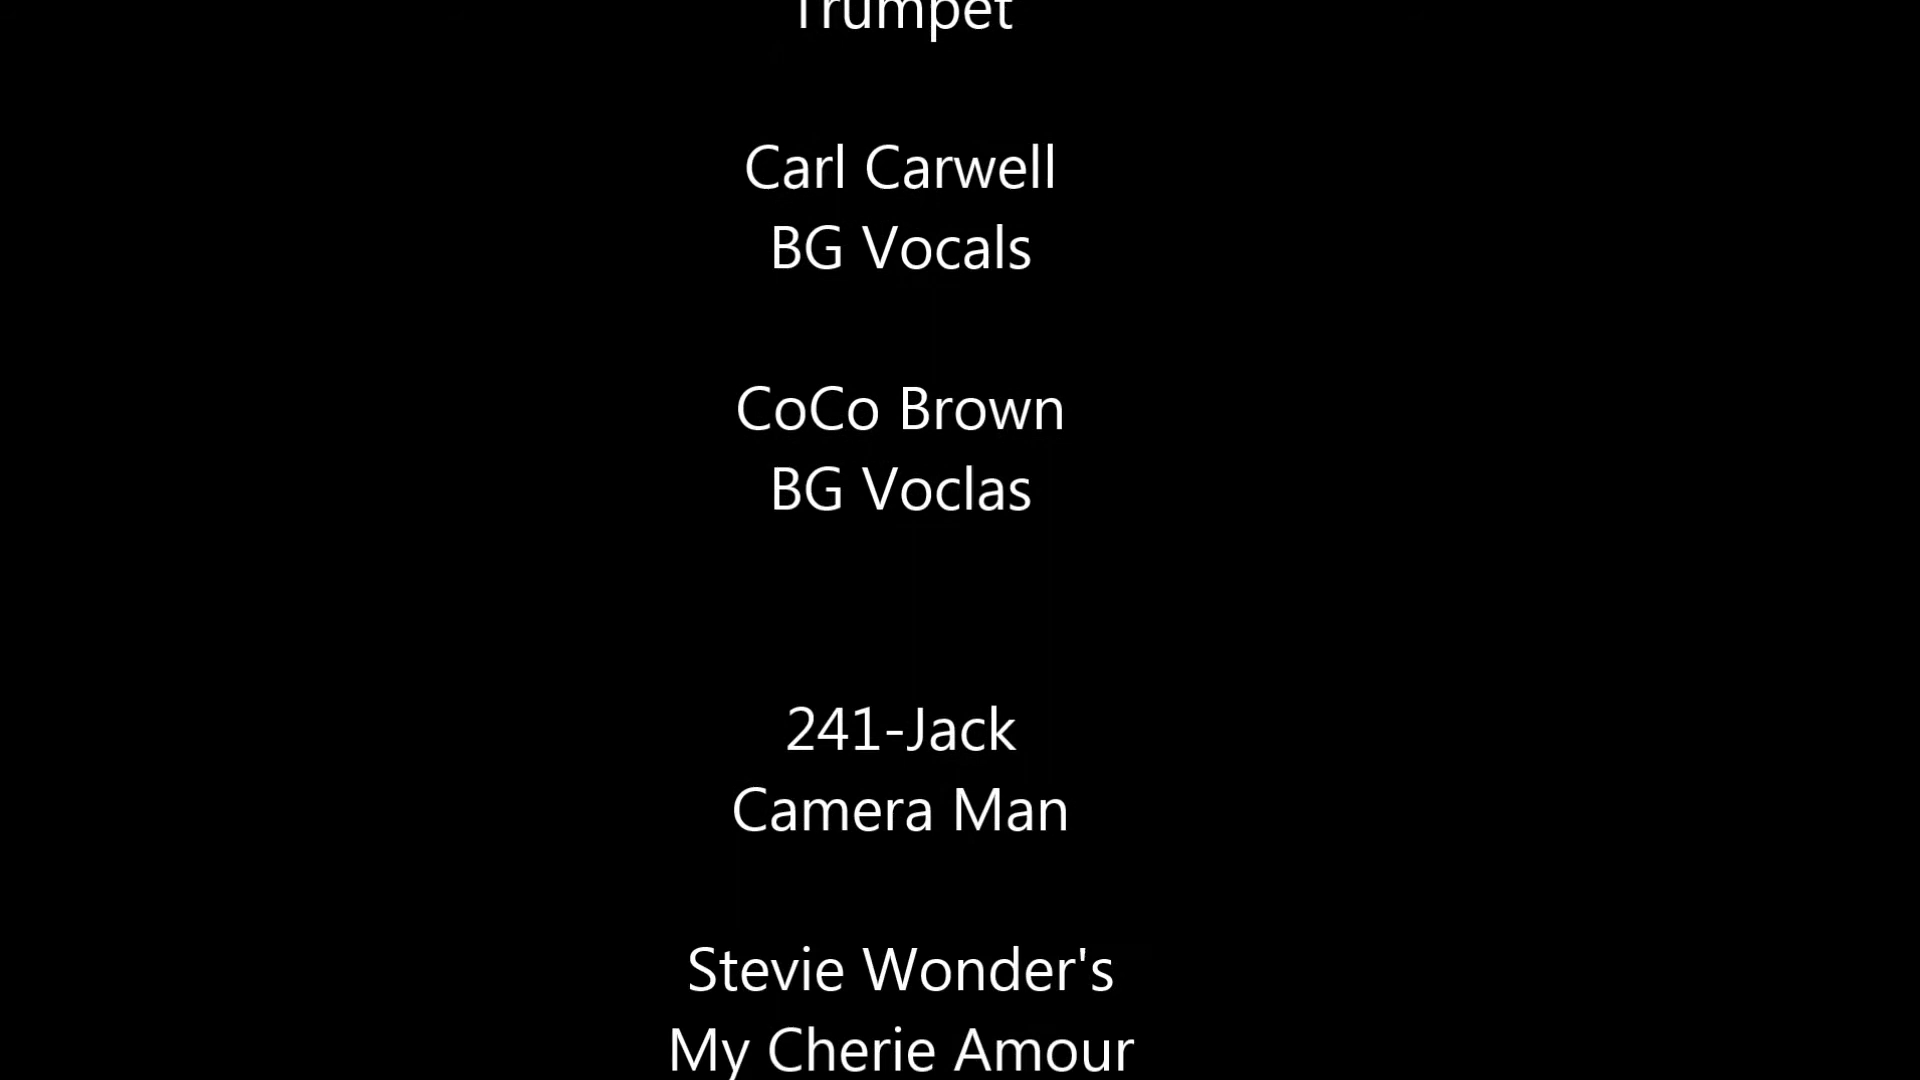 Trumpet
Carl Carwell
BG Vocals
CoCo Brown
BG Voclas
241-Jack
Camera Man
Stevie Wonder's
My Cherie Amour